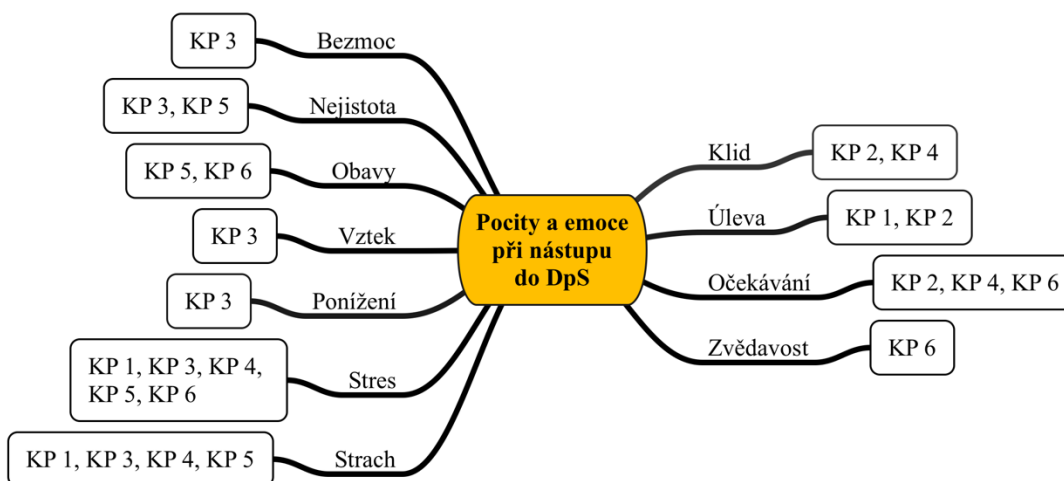 KP 3
Bezmoc
KP 3, KP 5
Nejistota
KP 5, KP 6
Obavy
KP 3
Vztek
KP 3
Ponížení
KP 1, KP 3, KP 4,
KP 5, KP 6
Stres
KP 1, KP 3, KP 4, KP 5
Strach
Pocity a emoce
při nástupu
do DpS
Klid
KP 2, KP 4
Úleva
KP 1, KP 2
Očekávání
KP 2, KP 4, KP 6
Zvědavost
KP 6